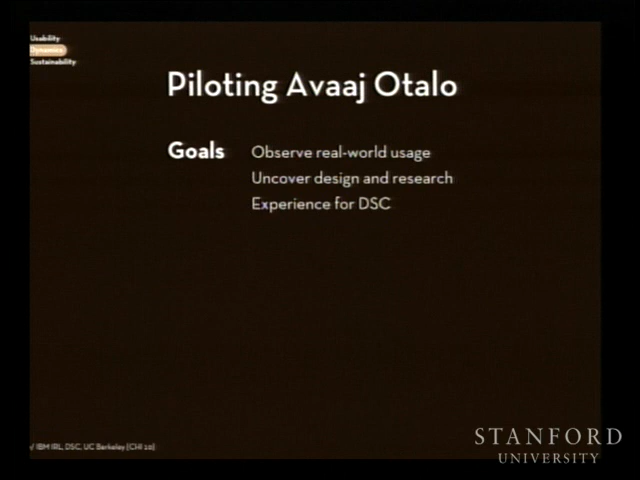 Usability
Dynamics
Sustainability
Piloting Avaaj Otalo
Goals
Observe real-world usage
Uncover design and research
Experience for DSC
w/ IBM IRL, DSC, UC Berkeley [CHI 10]
STANFORD
UNIVERSITY